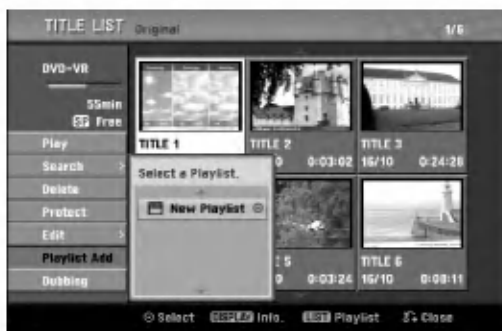 TITLE LIST Original 1/6
DVD-VR
55min
SP Free
Play
Search >
Delete
Protect
Edit >
Playlist Add
Dubbing
TITLE 1
TITLE 2
0:03:02
TITLE 3
16/10 0:24:28
Select a Playlist.
New Playlist
5
0:03:24
TITLE 6
16/10 0:08:11
Select DISPLAY Info. LIST Playlist Close